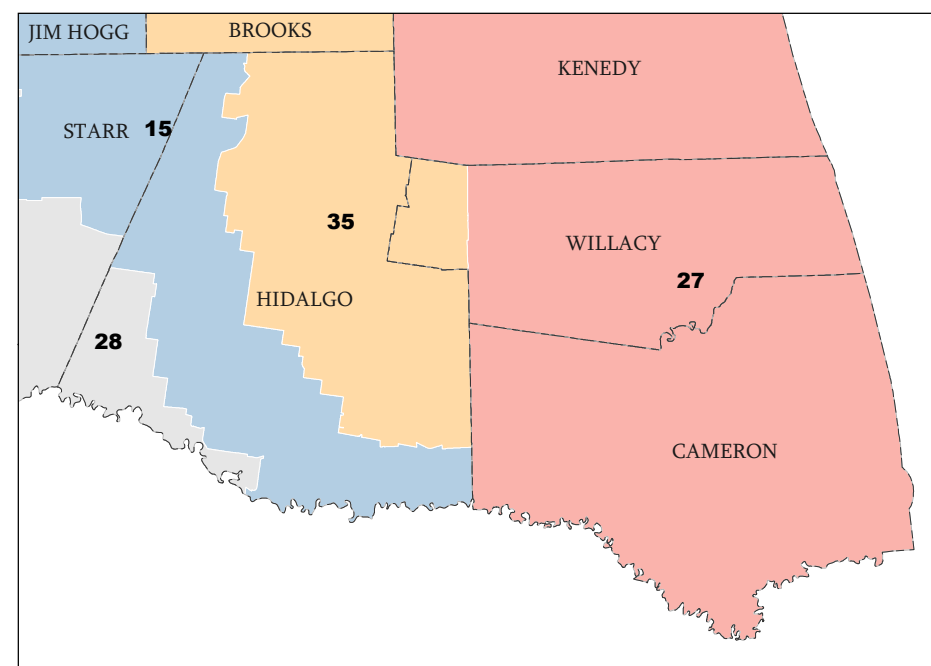 JIM HOGG
BROOKS
KENEDY
STARR
15
35
WILLACY
27
HIDALGO
28
CAMERON